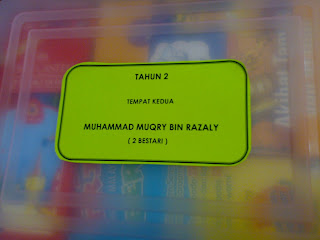 TAHUN 2
TEMPAT KEDUA
MUHAMMAD MUQRY BIN RAZALY
( 2 BESTARI )